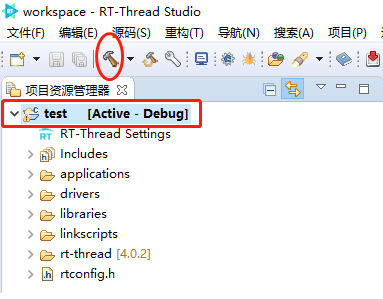 workspace - RT-Thread Studio
文件(F) 编辑(E) 源码(S) 重构(T) 导航(N) 搜索(A) 项目(P)
项目资源管理器
test [Active - Debug]
RT RT-Thread Settings
Includes
applications
drivers
libraries
linkscripts
rt-thread [4.0.2]
rtconfig.h